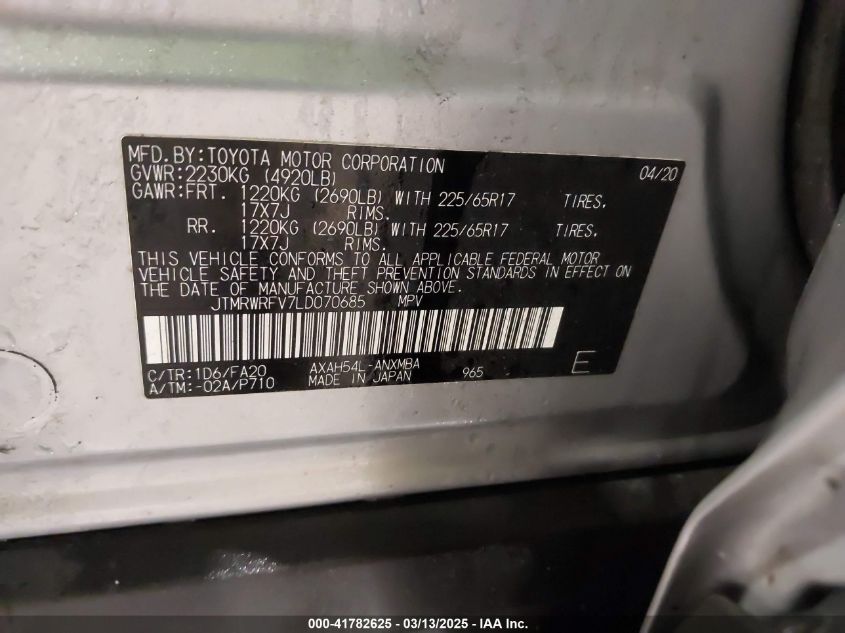 MFD.BY:TOYOTA MOTOR CORPORATION 04/20
GVWR:2230KG (4920LB)
GAWR:FRT. 1220KG (2690LB) WITH 225/65R17 TIRES,
17X7J RIMS.
RR. 1220KG (2690LB) WITH 225/65R17 TIRES,
17X7J RIMS.
THIS VEHICLE CONFORMS TO ALL APPLICABLE FEDERAL MOTOR
VEHICLE SAFETY AND THEFT PREVENTION STANDARDS IN EFFECT ON
THE DATE OF MANUFACTURE SHOWN ABOVE.
JTMRWRFV7LD070685 MPV
C/TR:1D6/FA20 AXAH54L-ANXMBA
A/TM:-02A/P710 MADE IN JAPAN 965 E
000-41782625 - 03/13/2025 - IAA Inc.